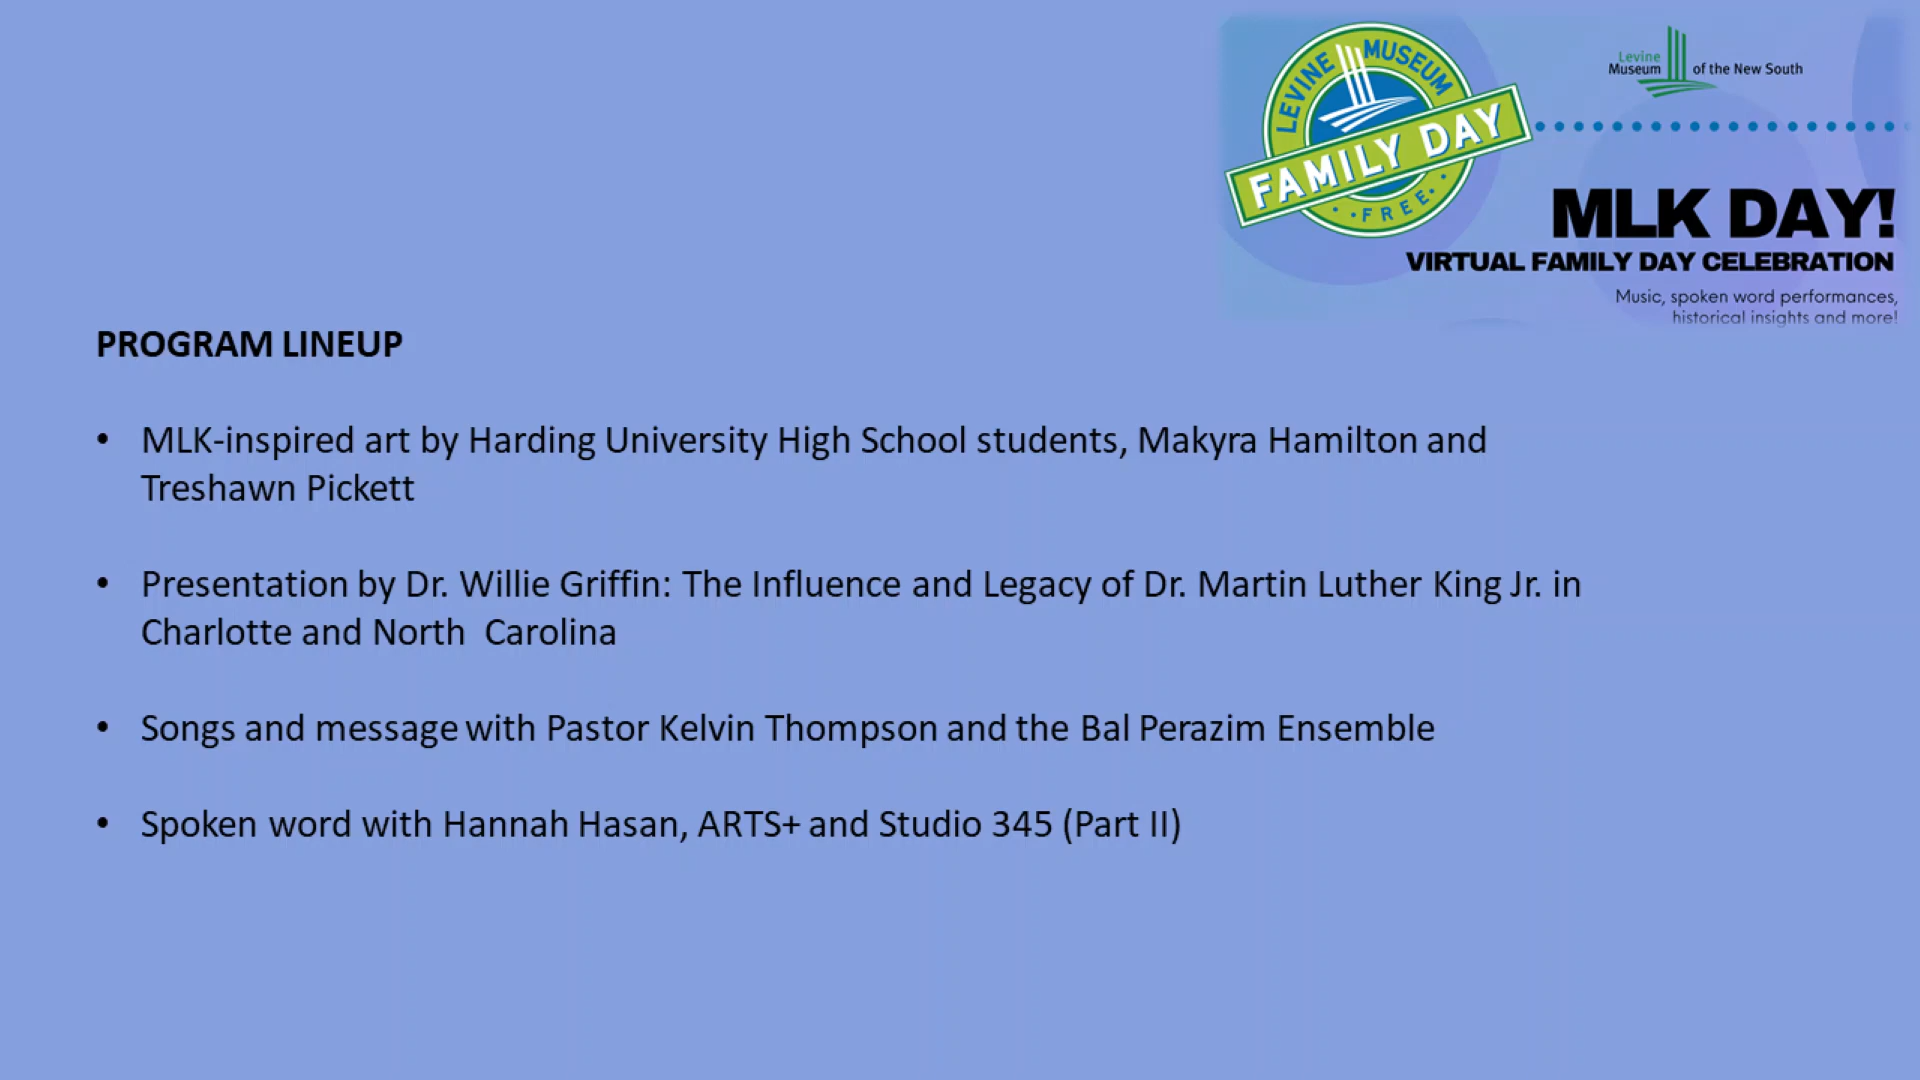 LEVINE MUSEUM
FAMILY DAY
FREE
Levine
Museum of the New South
MLK DAY!
VIRTUAL FAMILY DAY CELEBRATION
Music, spoken word performances,
historical insights and more!
PROGRAM LINEUP
• MLK-inspired art by Harding University High School students, Makyra Hamilton and
Treshawn Pickett
• Presentation by Dr. Willie Griffin: The Influence and Legacy of Dr. Martin Luther King Jr. in
Charlotte and North  Carolina
• Songs and message with Pastor Kelvin Thompson and the Bal Perazim Ensemble
• Spoken word with Hannah Hasan, ARTS+ and Studio 345 (Part II)